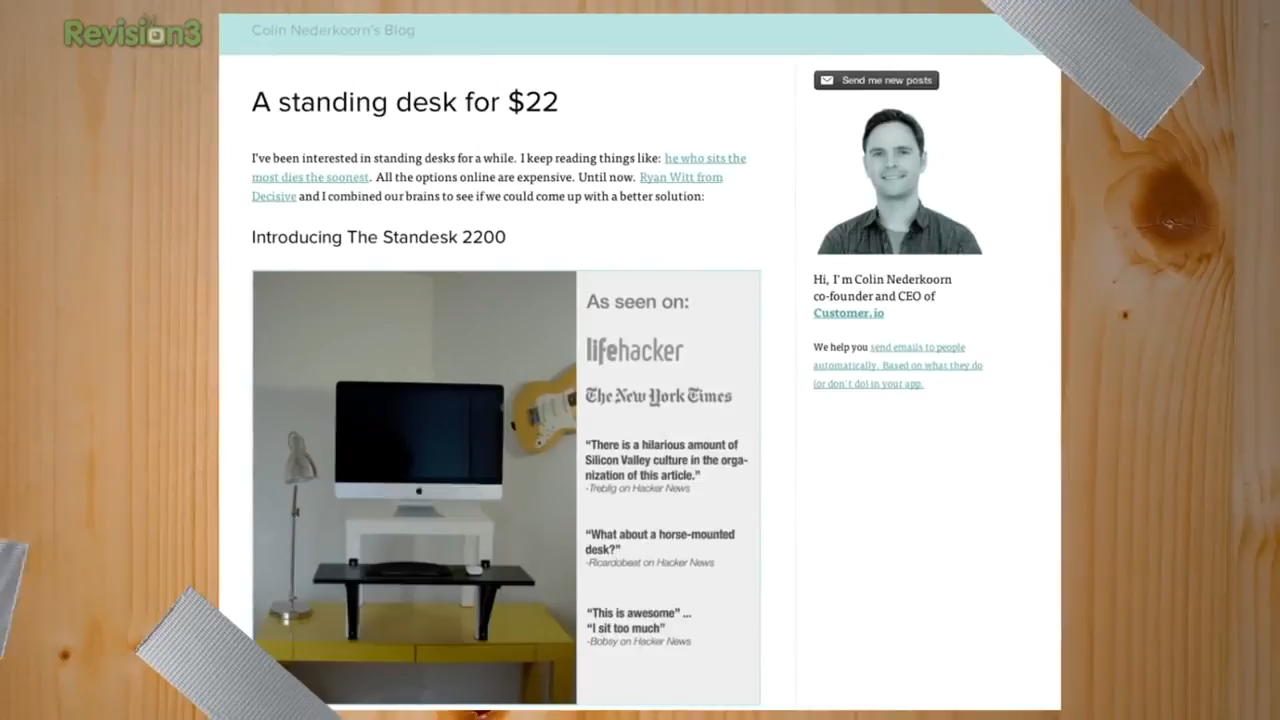 Revision3
Colin Nederkoorn's Blog
A standing desk for $22
I've been interested in standing desks for a while. I keep reading things like: he who sits the
most dies the soonest. All the options online are expensive. Until now. Ryan Witt from
Decisive and I combined our brains to see if we could come up with a better solution:
Introducing The Standesk 2200
As seen on:
lifehacker
The New York Times
“There is a hilarious amount of
Silicon Valley culture in the orga-
nization of this article.”
-Treblig on Hacker News
“What about a horse-mounted
desk?”
-Ricardobeat on Hacker News
“This is awesome” ...
“I sit too much”
-Bobsy on Hacker News
Send me new posts
Hi, I'm Colin Nederkoorn
co-founder and CEO of
Customer.io
We help you send emails to people
automatically. Based on what they do
(or don't do) in your app.